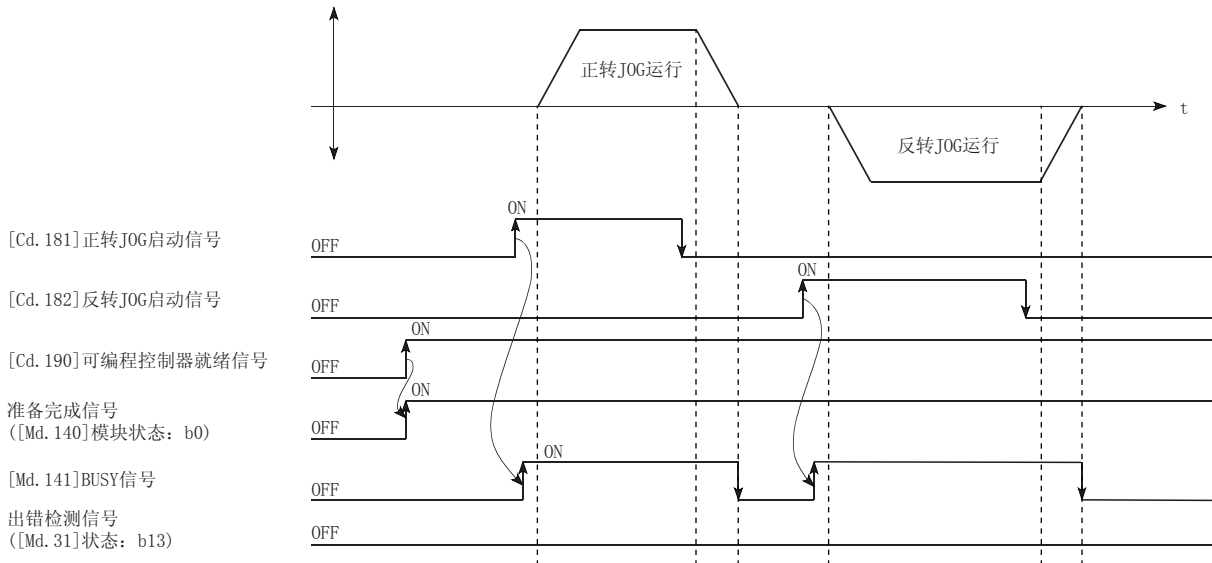 正转JOG运行
t
反转JOG运行
ON
[Cd.181]正转JOG启动信号
OFF
ON
[Cd.182]反转JOG启动信号
OFF
ON
[Cd.190]可编程控制器就绪信号
OFF
ON
准备完成信号
([Md.140]模块状态：b0)
OFF
ON
[Md.141]BUSY信号
OFF
出错检测信号
([Md.31]状态：b13)
OFF